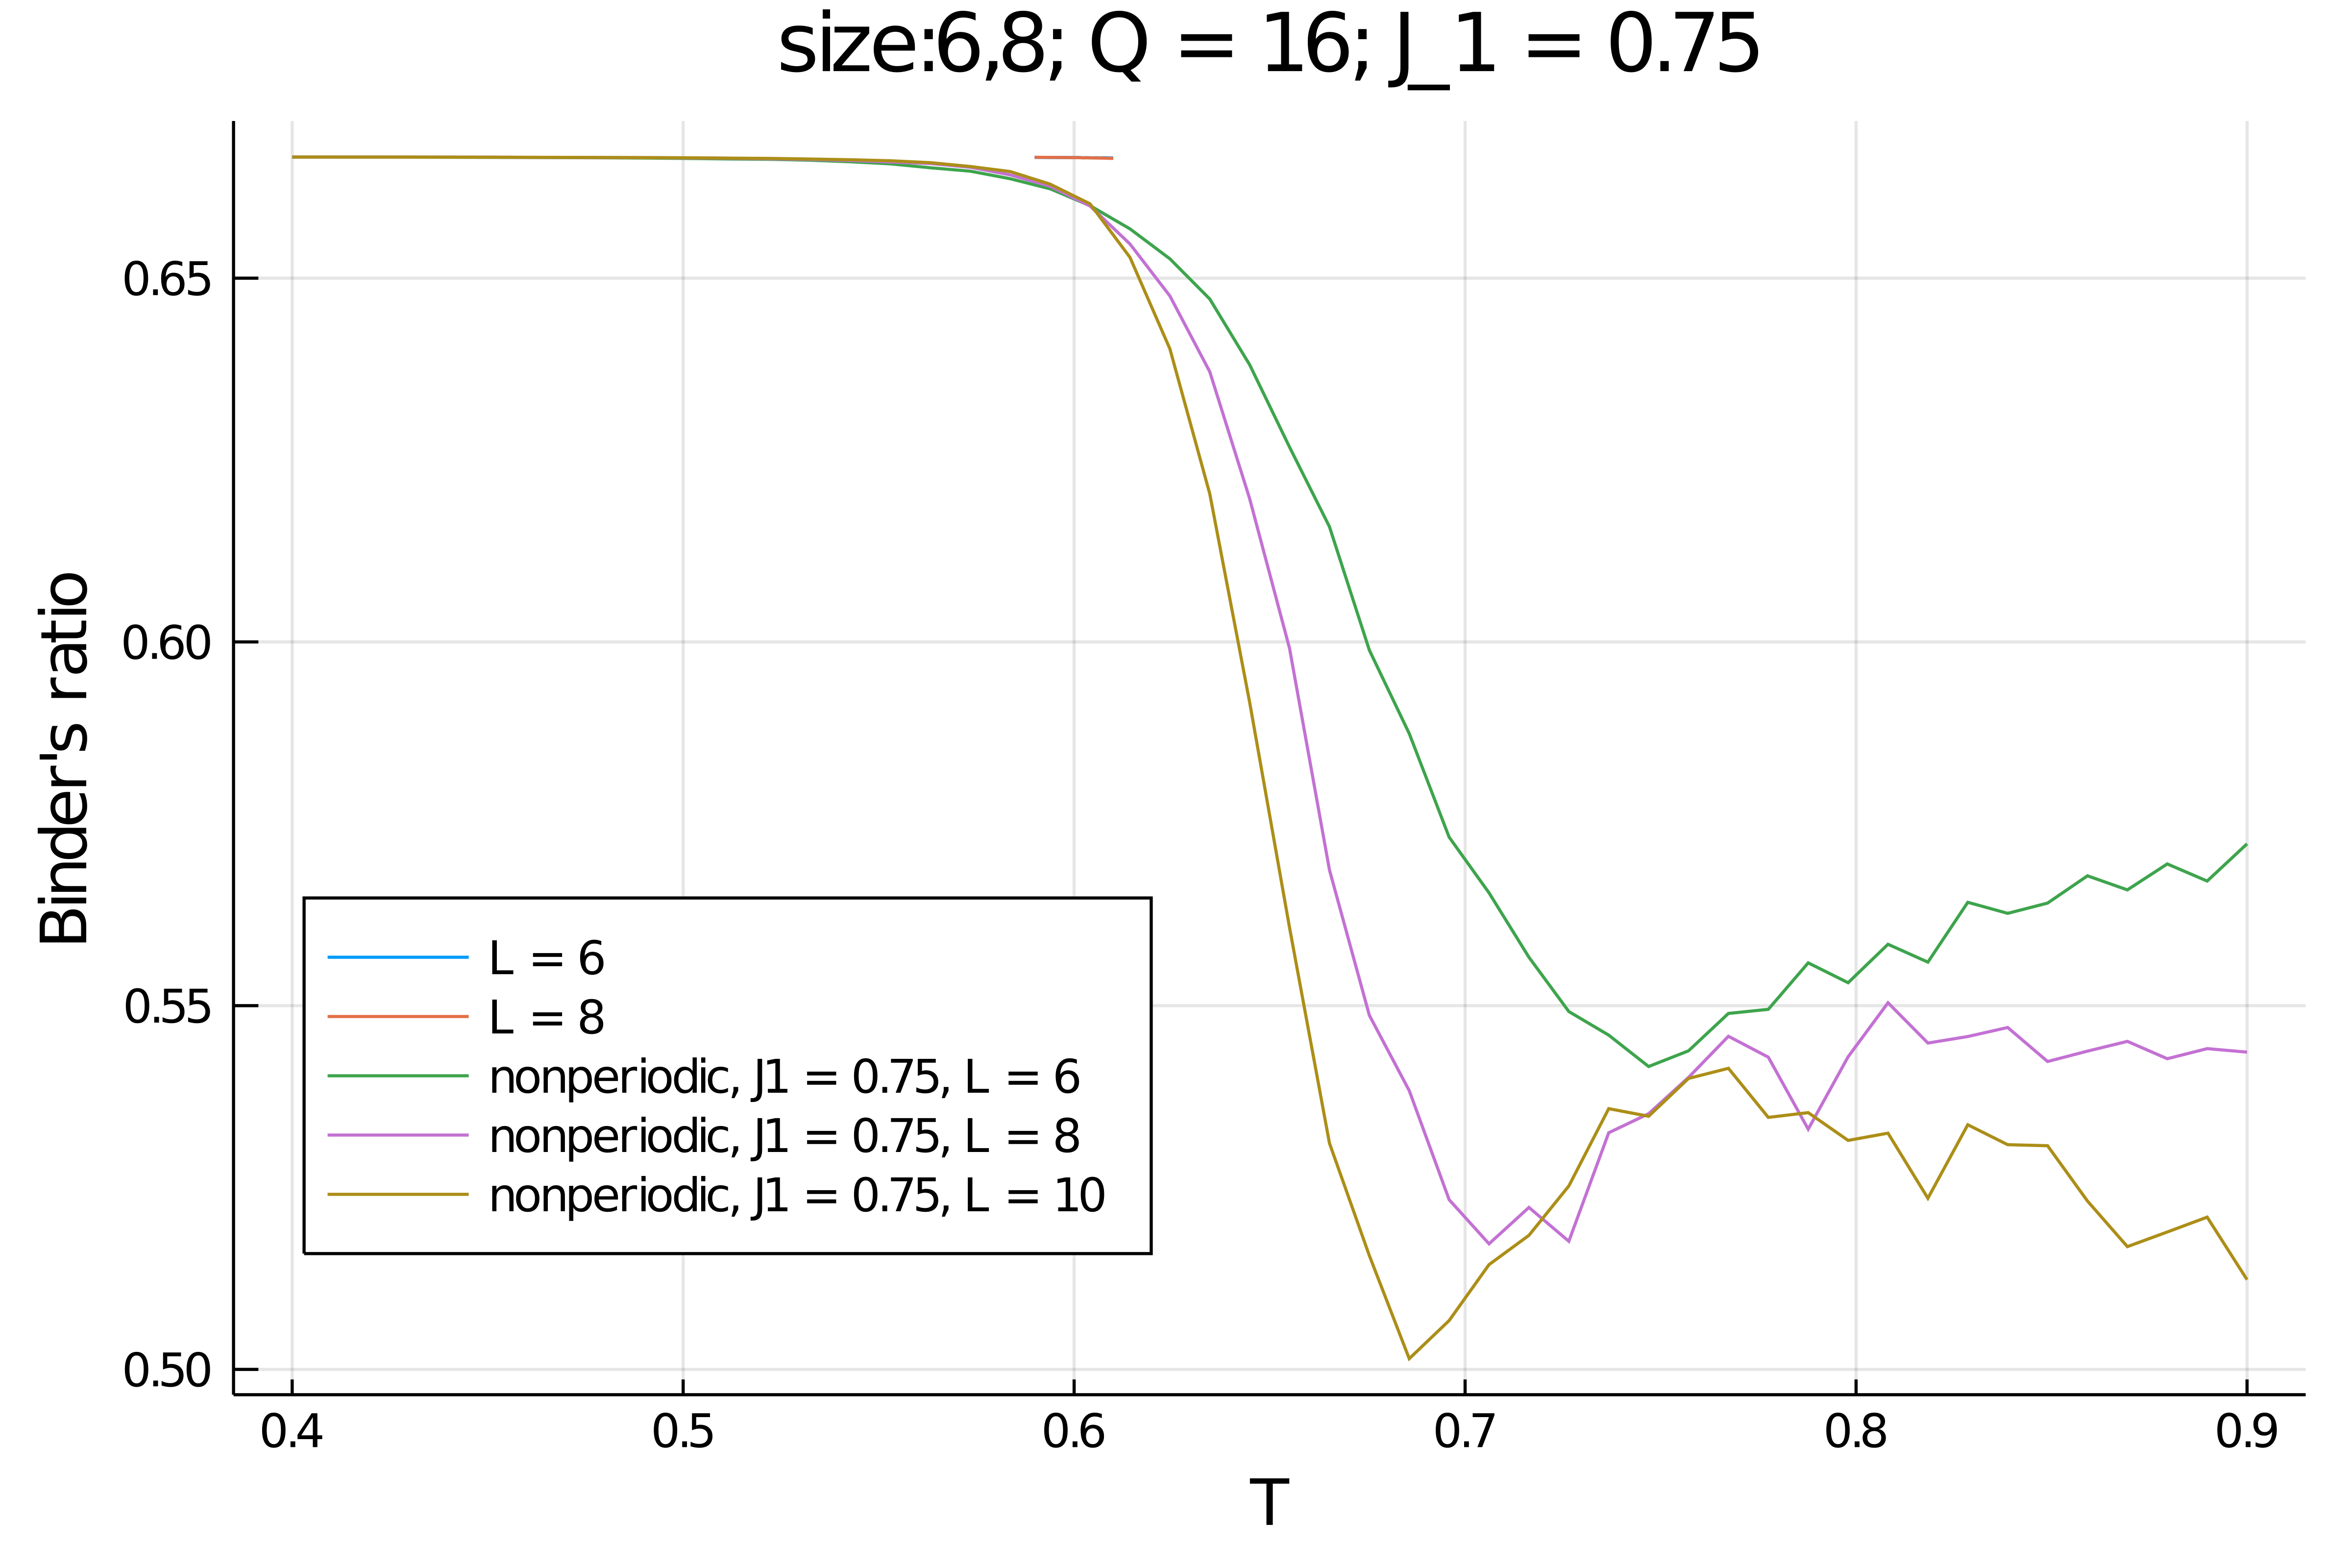 size:6,8; Q = 16; J_1 = 0.75
Binder's ratio
0.65
0.60
0.55
0.50
L = 6
L = 8
nonperiodic, J1 = 0.75, L = 6
nonperiodic, J1 = 0.75, L = 8
nonperiodic, J1 = 0.75, L = 10
0.4 0.5 0.6 0.7 0.8 0.9
T